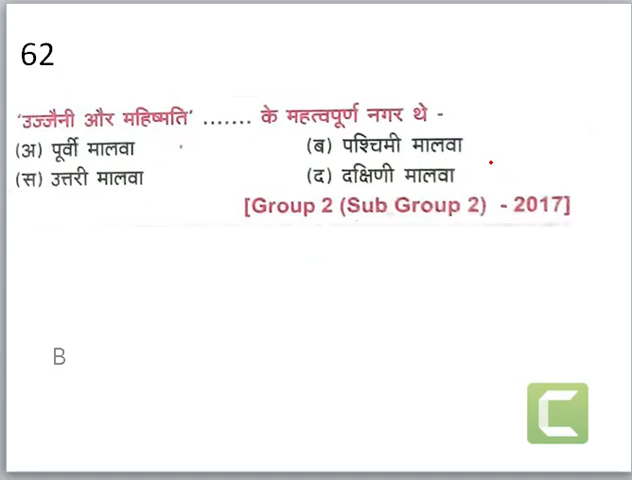 62
'उज्जैनी और महिष्मति' ....... के महत्वपूर्ण नगर थे -
(अ) पूर्वी मालवा (ब) पश्चिमी मालवा
(स) उत्तरी मालवा (द) दक्षिणी मालवा
[Group 2 (Sub Group 2) - 2017]
B